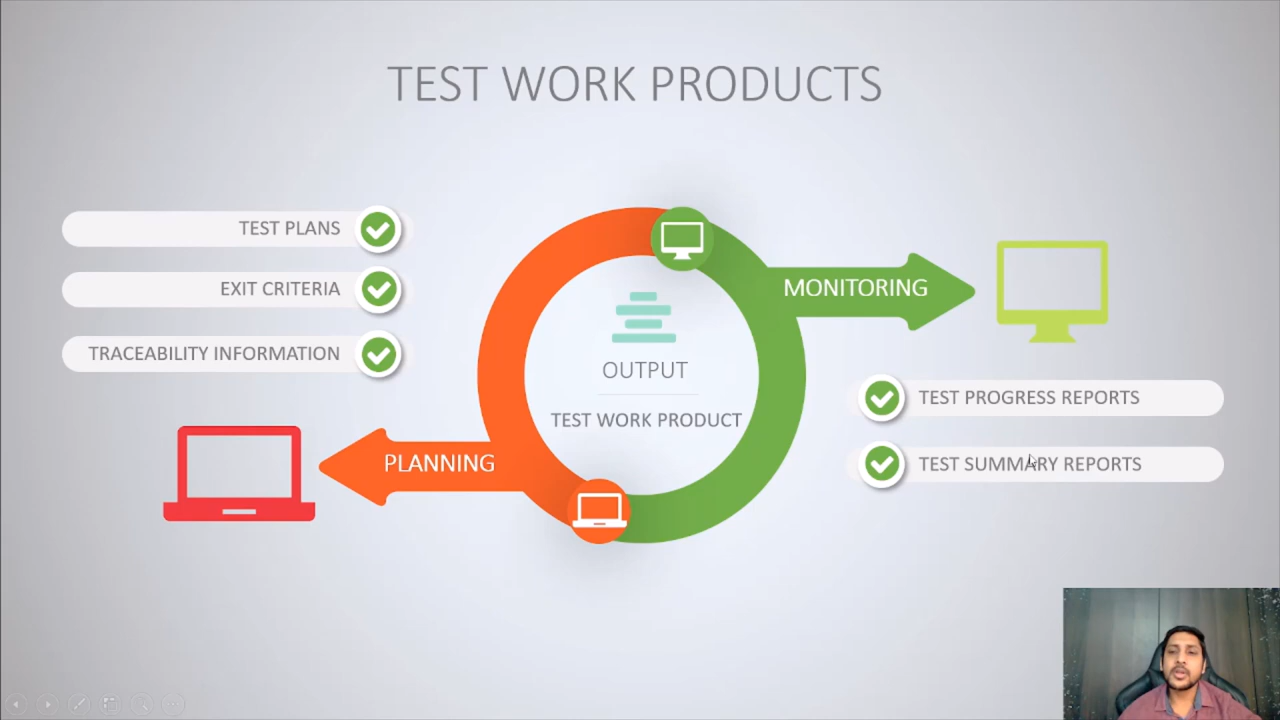 TEST WORK PRODUCTS
TEST PLANS
EXIT CRITERIA
TRACEABILITY INFORMATION
PLANNING
OUTPUT
TEST WORK PRODUCT
MONITORING
TEST PROGRESS REPORTS
TEST SUMMARY REPORTS